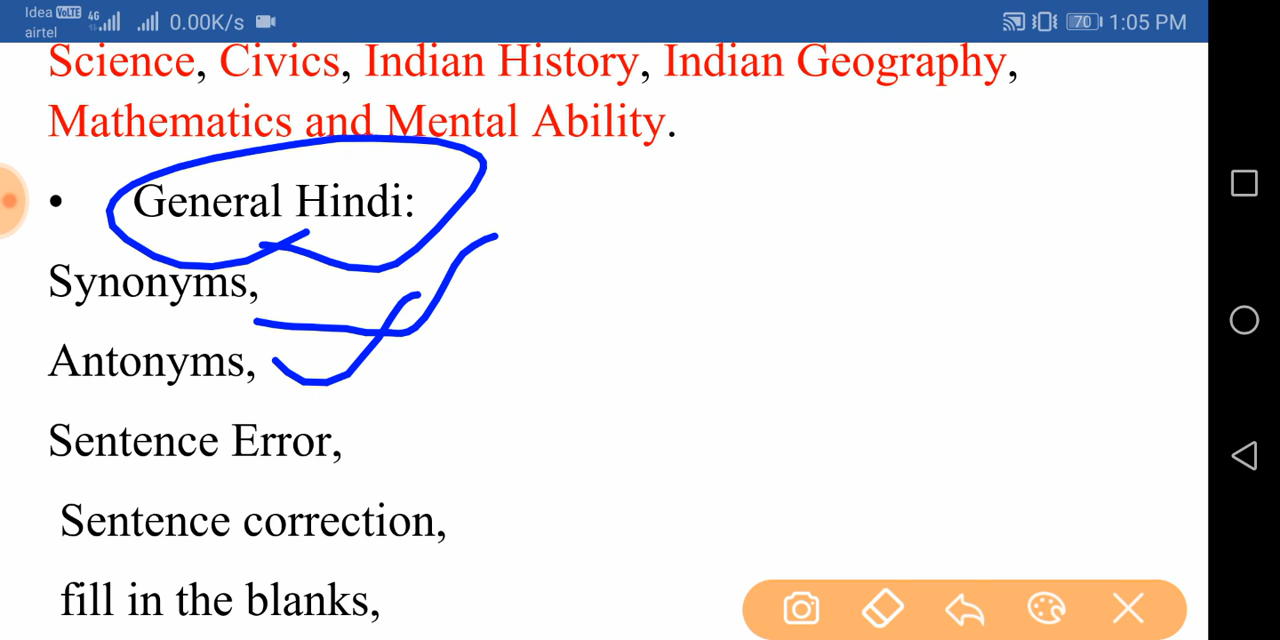 Idea VoLTE 4G 0.00K/s 70 1:05 PM
airtel
Science, Civics, Indian History, Indian Geography,
Mathematics and Mental Ability.
• General Hindi:
Synonyms,
Antonyms,
Sentence Error,
Sentence correction,
fill in the blanks,